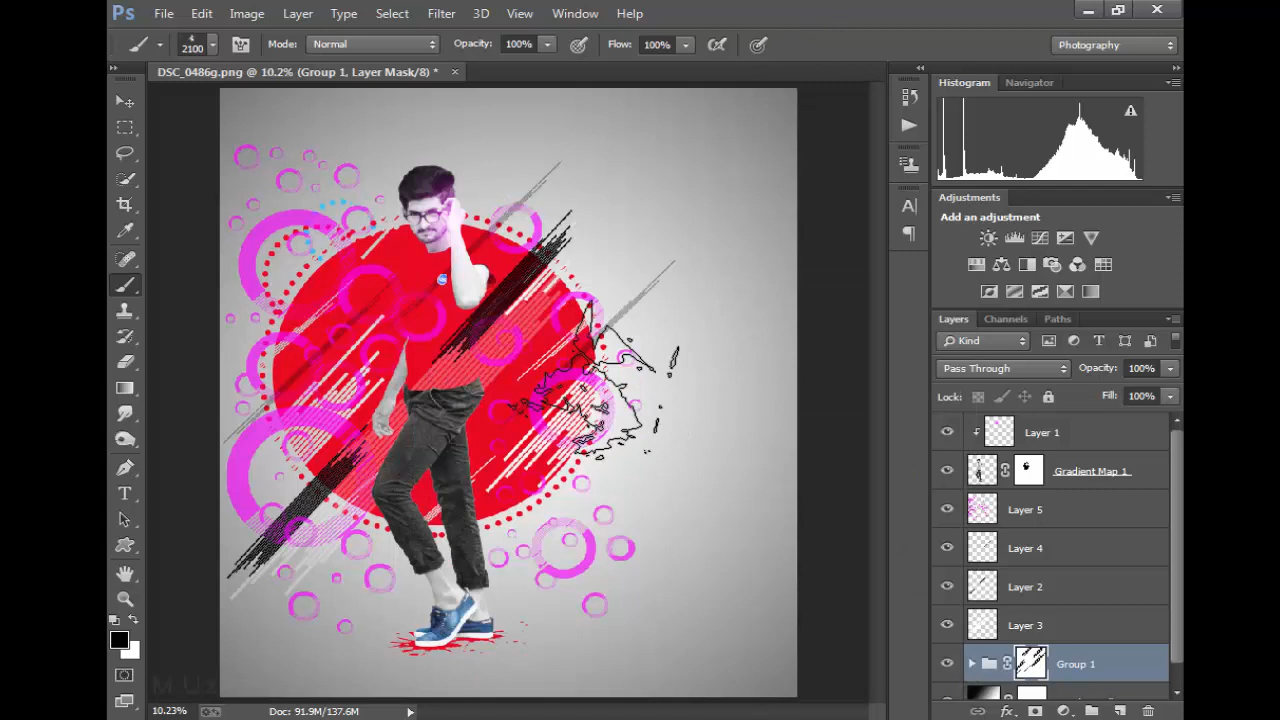 Ps File Edit Image Layer Type Select Filter 3D View Window Help
4
2100
Mode: Normal Opacity: 100% Flow: 100% Photography
DSC_0486g.png @ 10.2% (Group 1, Layer Mask/8) * ×
Histogram Navigator
Adjustments
Add an adjustment
Layers Channels Paths
Kind
Pass Through Opacity: 100%
Lock: Fill: 100%
Layer 1
Gradient Map 1
Layer 5
Layer 4
Layer 2
Layer 3
Group 1
10.23% Doc: 91.9M/137.6M